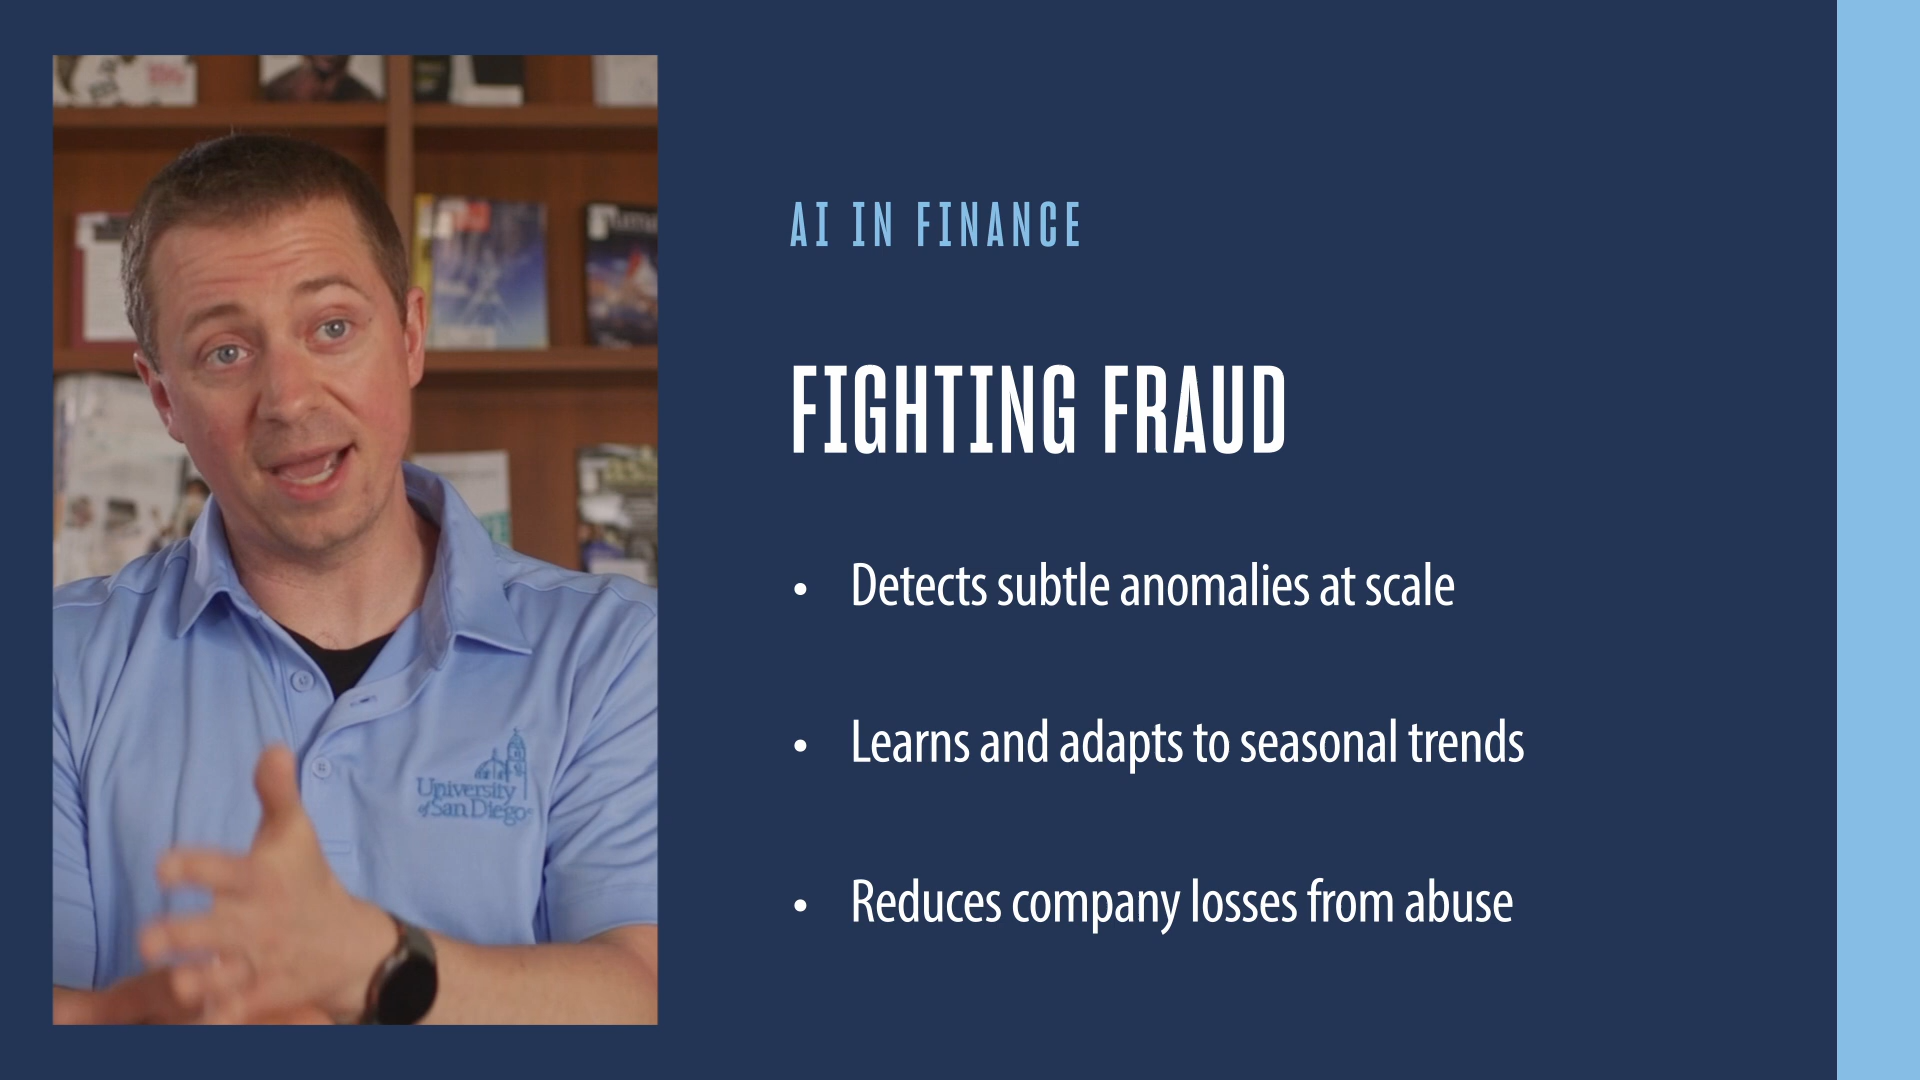 AI IN FINANCE
FIGHTING FRAUD
• Detects subtle anomalies at scale
• Learns and adapts to seasonal trends
• Reduces company losses from abuse
University
of San Diego